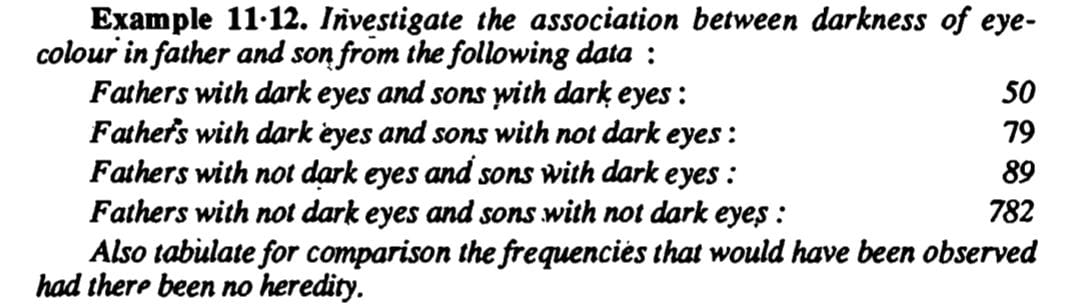 Example 11·12. Investigate the association between darkness of eye-
colour in father and son from the following data :
Fathers with dark eyes and sons with dark eyes : 50
Fathers with dark eyes and sons with not dark eyes : 79
Fathers with not dark eyes and sons with dark eyes : 89
Fathers with not dark eyes and sons with not dark eyes : 782
Also tabulate for comparison the frequencies that would have been observed
had there been no heredity.